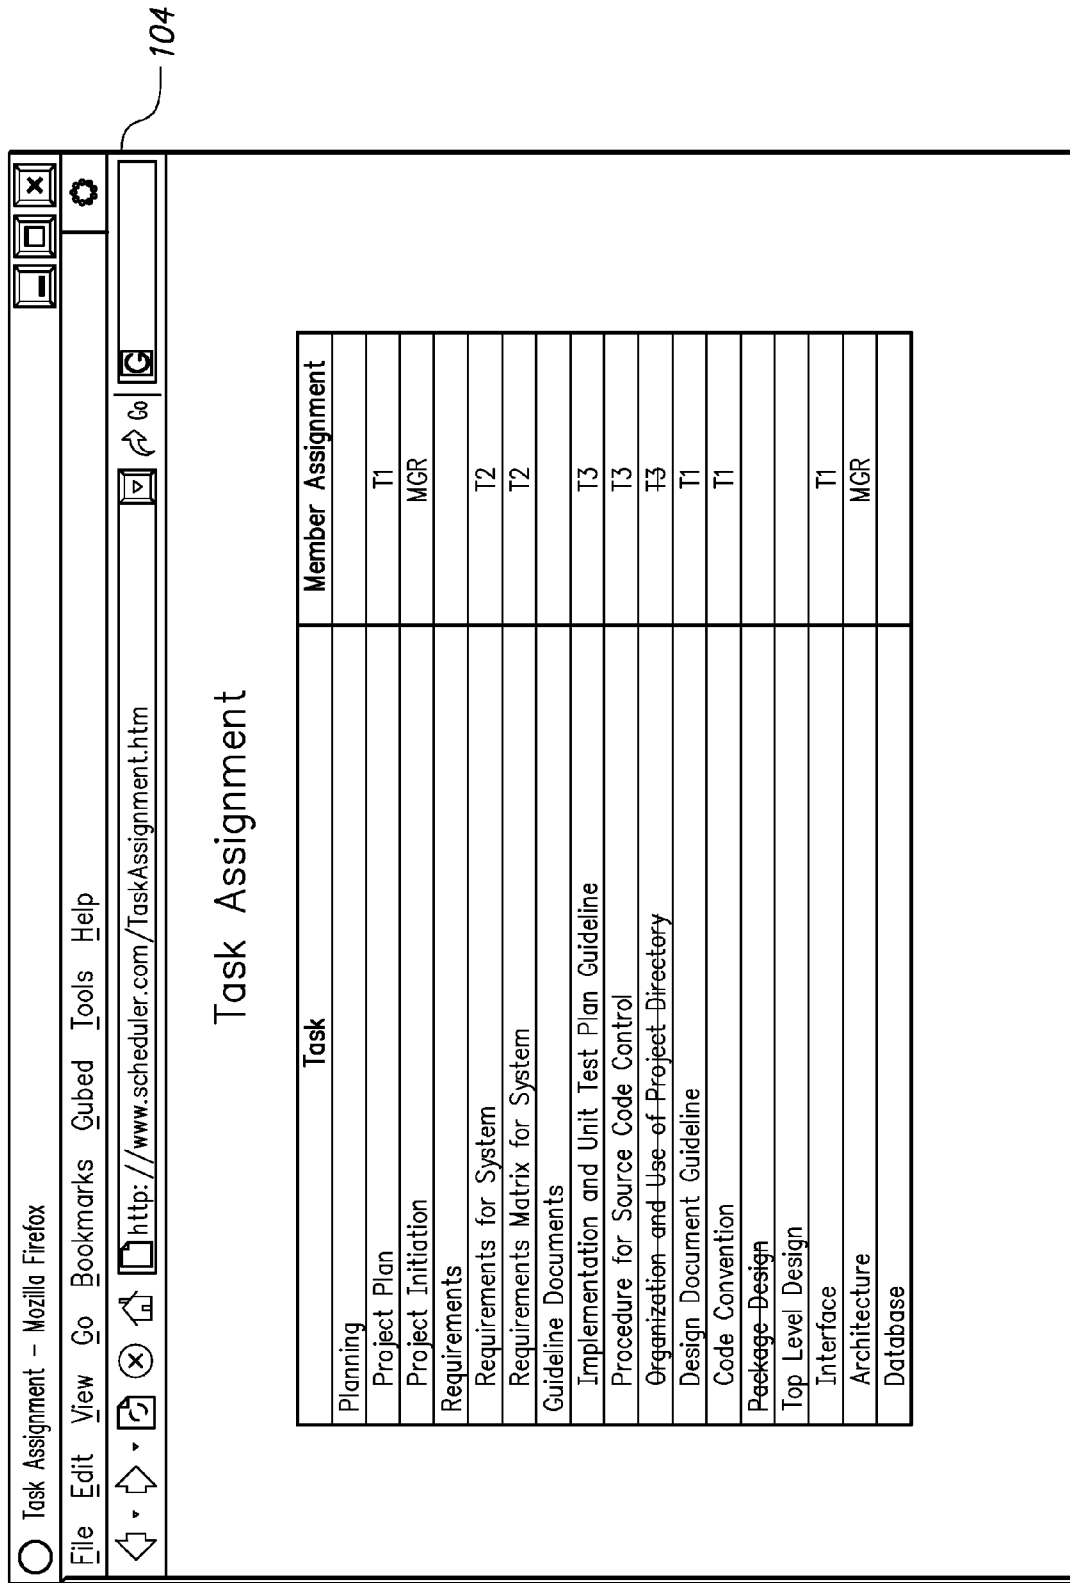 104
Task Assignment – Mozilla Firefox
File Edit View Go Bookmarks Gubed Tools Help
http://www.scheduler.com/TaskAssignment.htm Go G
Task Assignment
Task Member Assignment
Planning
Project Plan T1
Project Initiation MGR
Requirements
Requirements for System T2
Requirements Matrix for System T2
Guideline Documents
Implementation and Unit Test Plan Guideline T3
Procedure for Source Code Control T3
Organization and Use of Project Directory T3
Design Document Guideline T1
Code Convention T1
Package Design
Top Level Design
Interface T1
Architecture MGR
Database